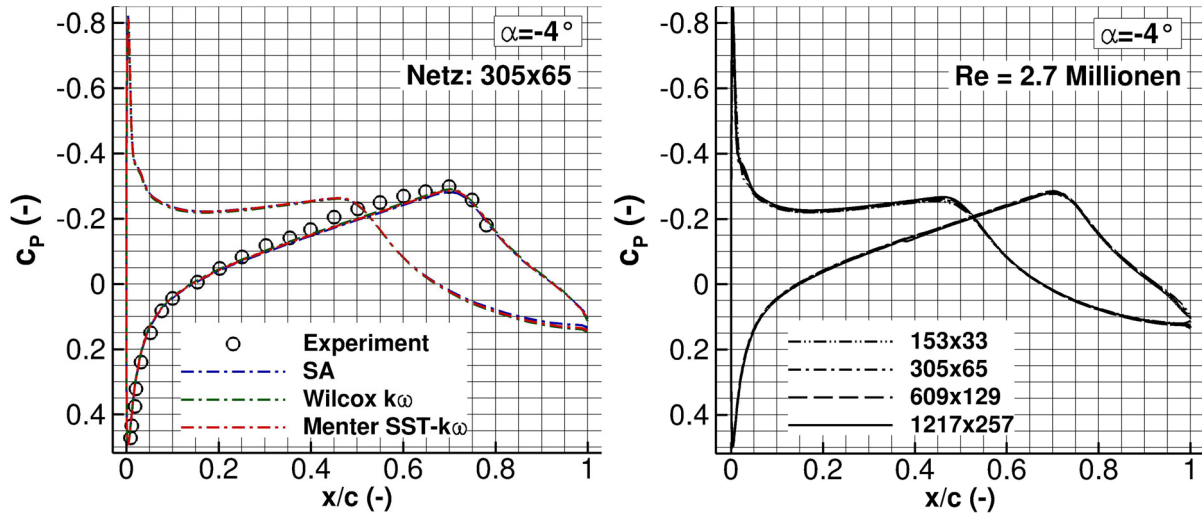 -0.8
-0.6
-0.4
-0.2
0
0.2
0.4
cP (-)
α=-4°
Netz: 305x65
Experiment
SA
Wilcox kω
Menter SST-kω
0 0.2 0.4 0.6 0.8 1
x/c (-)
-0.8
-0.6
-0.4
-0.2
0
0.2
0.4
cP (-)
α=-4°
Re = 2.7 Millionen
153x33
305x65
609x129
1217x257
0 0.2 0.4 0.6 0.8 1
x/c (-)